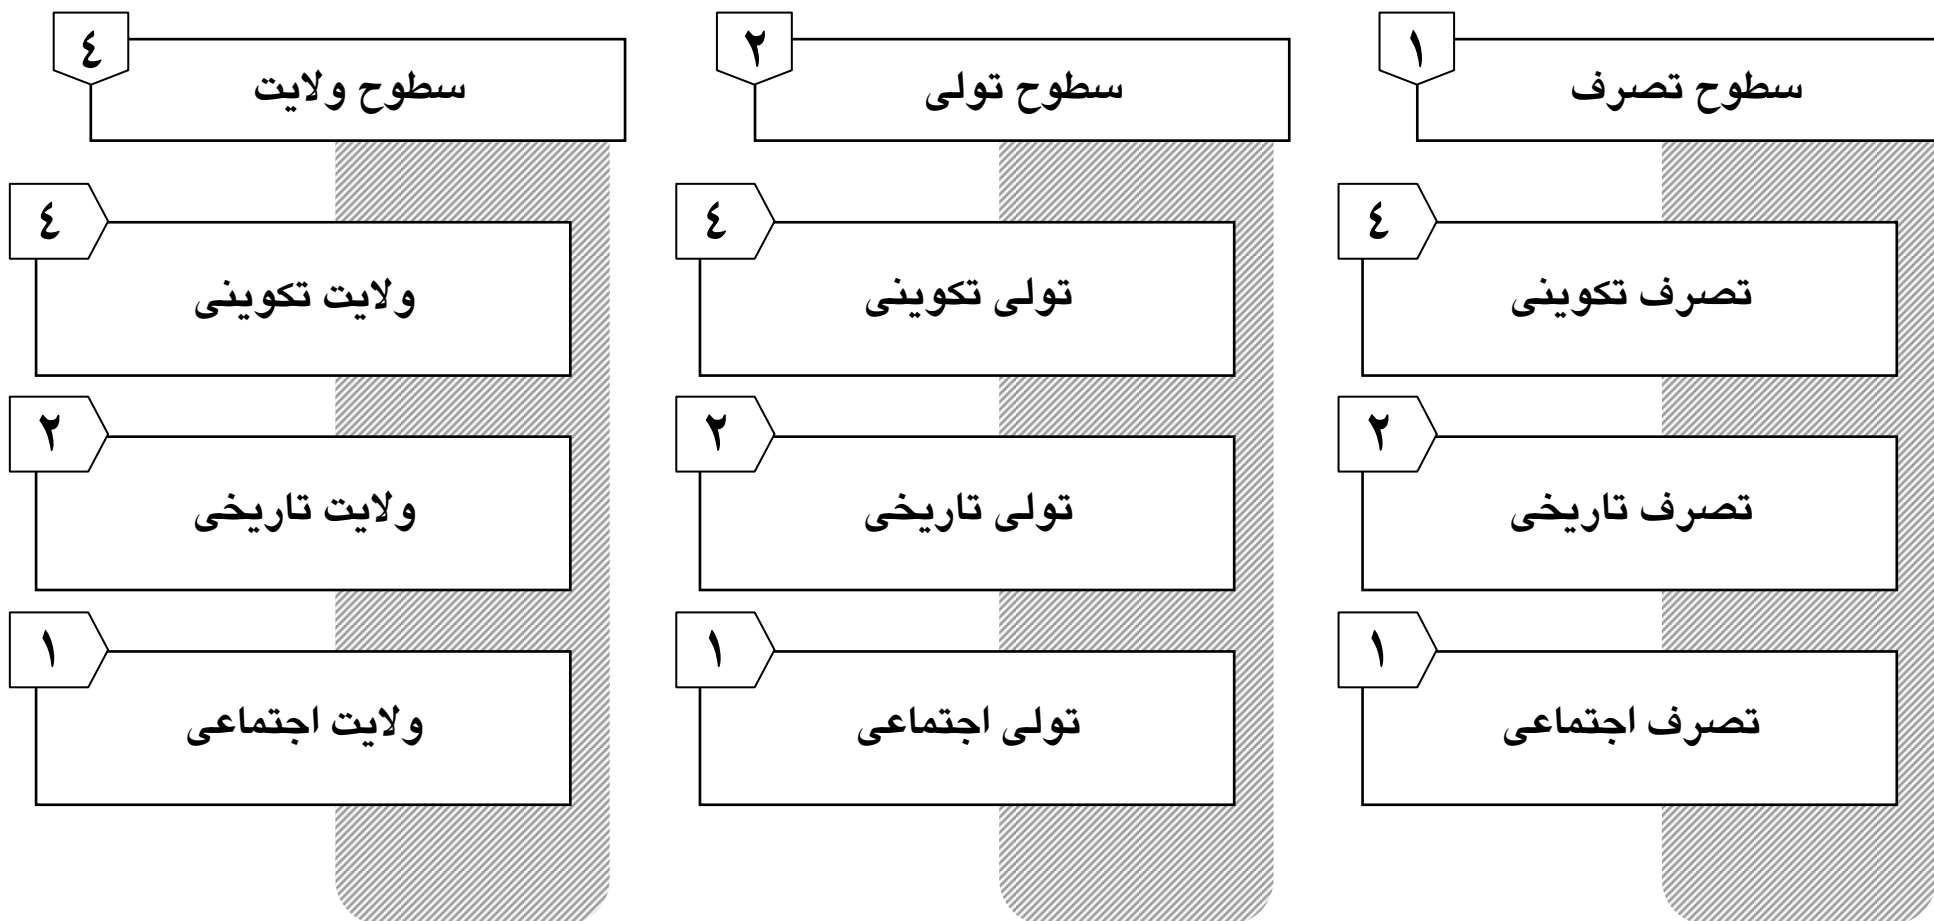 ١
سطوح تصرف
٤
تصرف تکوینی
٢
تصرف تاریخی
١
تصرف اجتماعی
٢
سطوح تولی
٤
تولی تکوینی
٢
تولی تاریخی
١
تولی اجتماعی
٤
سطوح ولایت
٤
ولایت تکوینی
٢
ولایت تاریخی
١
ولایت اجتماعی